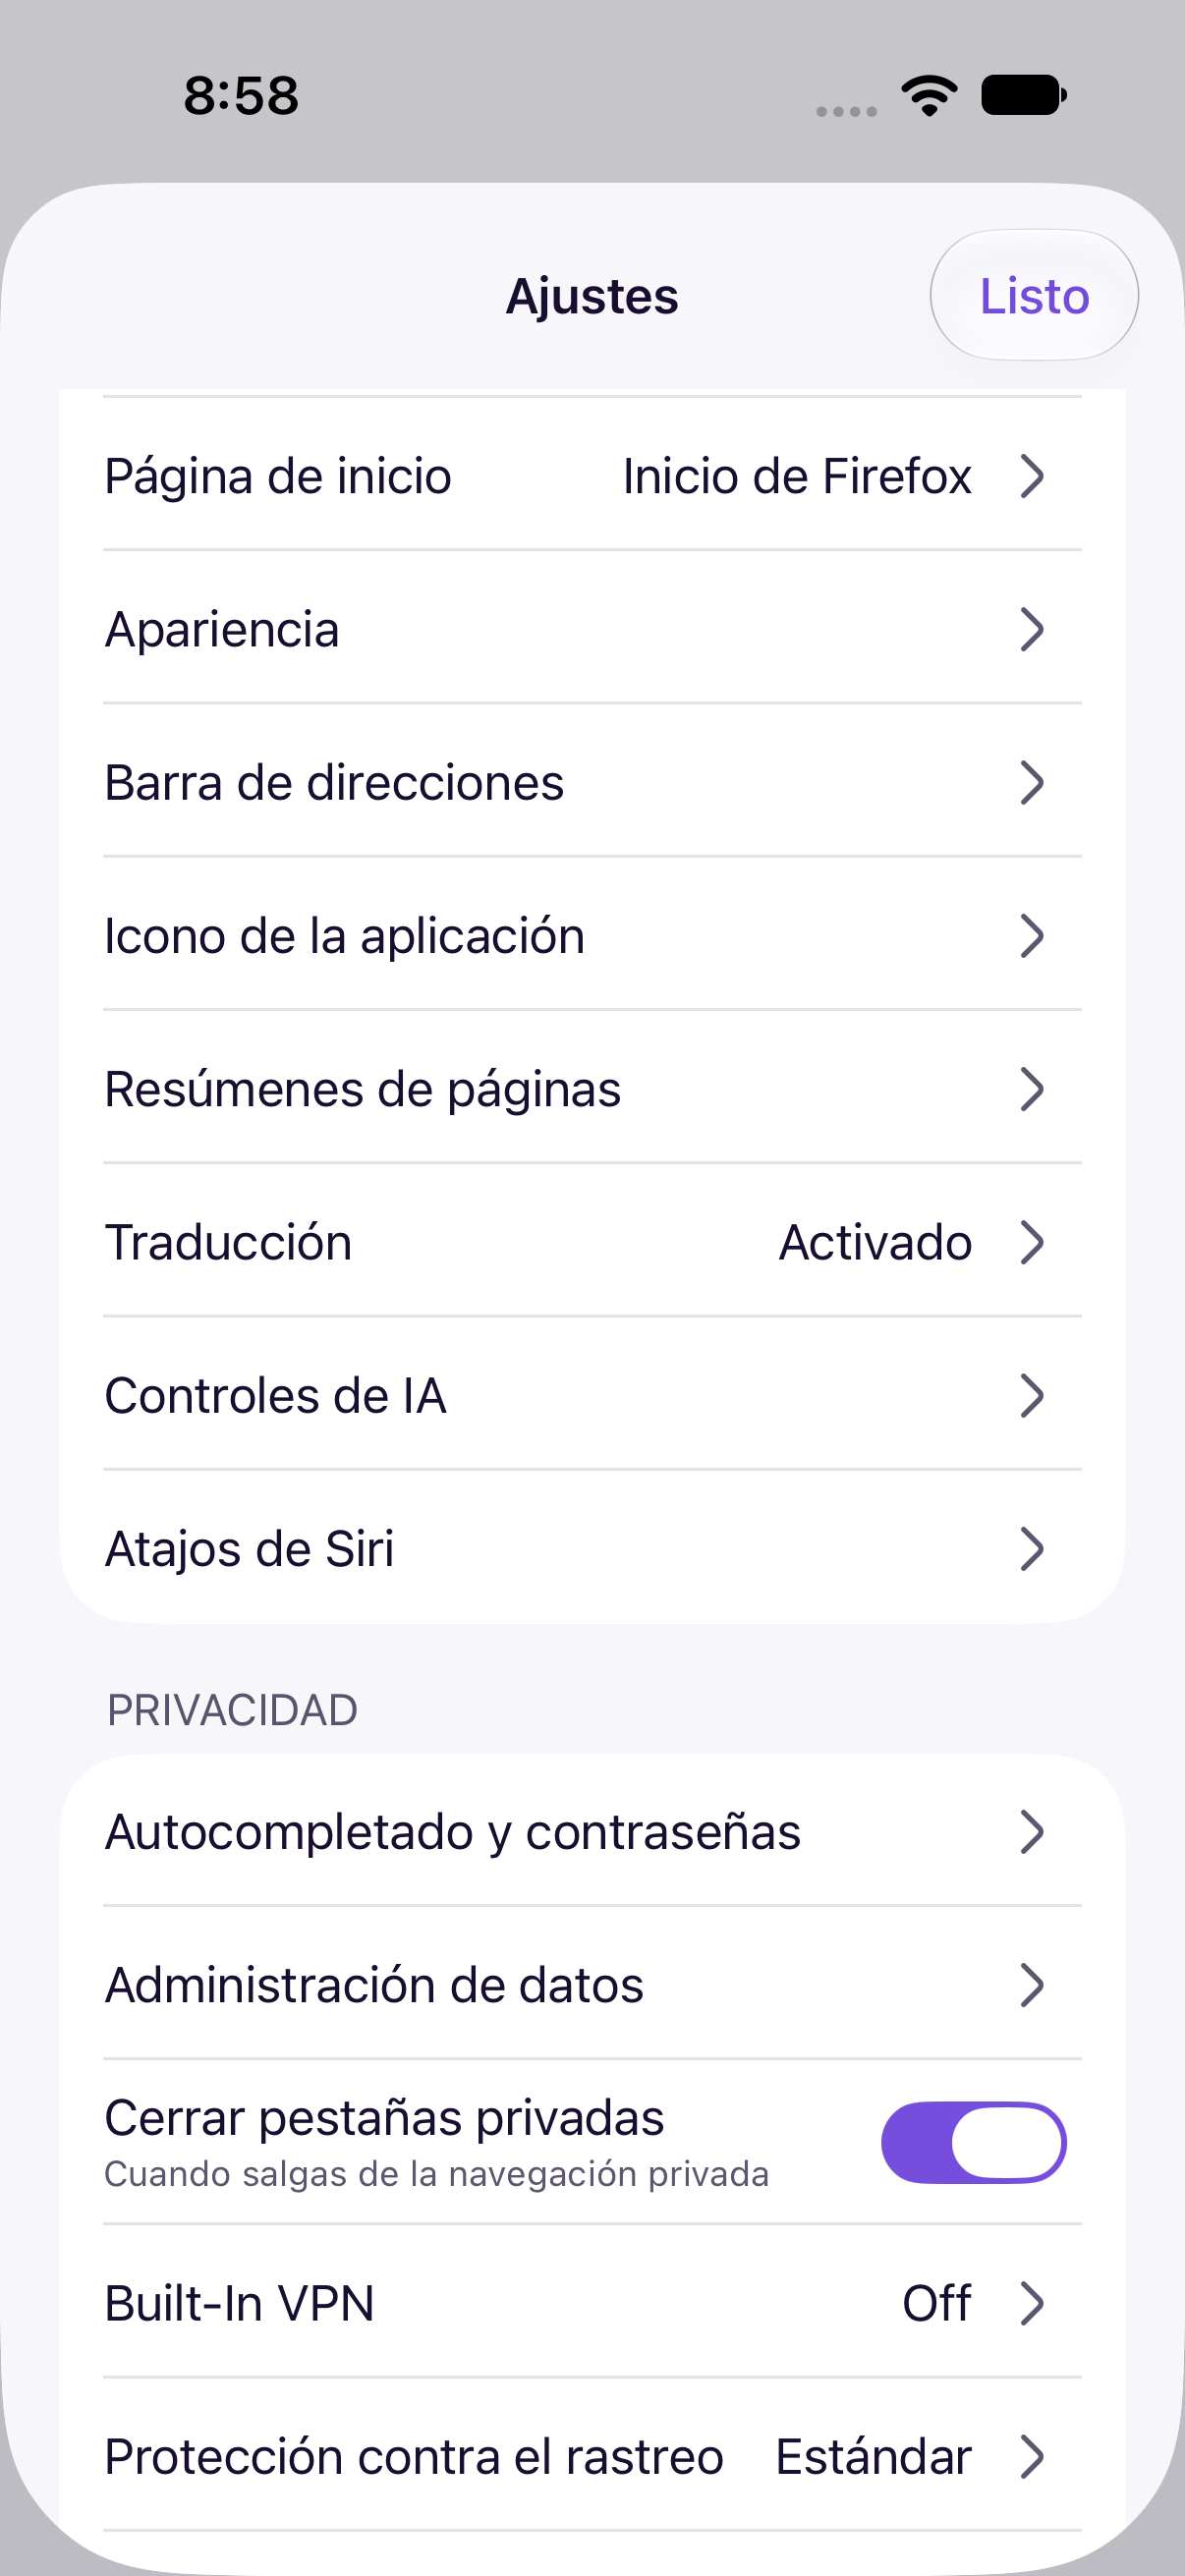 8:58
Ajustes
Listo
Página de inicio
Inicio de Firefox
Apariencia
Barra de direcciones
Icono de la aplicación
Resúmenes de páginas
Traducción
Activado
Controles de IA
Atajos de Siri
PRIVACIDAD
Autocompletado y contraseñas
Administración de datos
Cerrar pestañas privadas
Cuando salgas de la navegación privada
Built-In VPN
Off
Protección contra el rastreo
Estándar